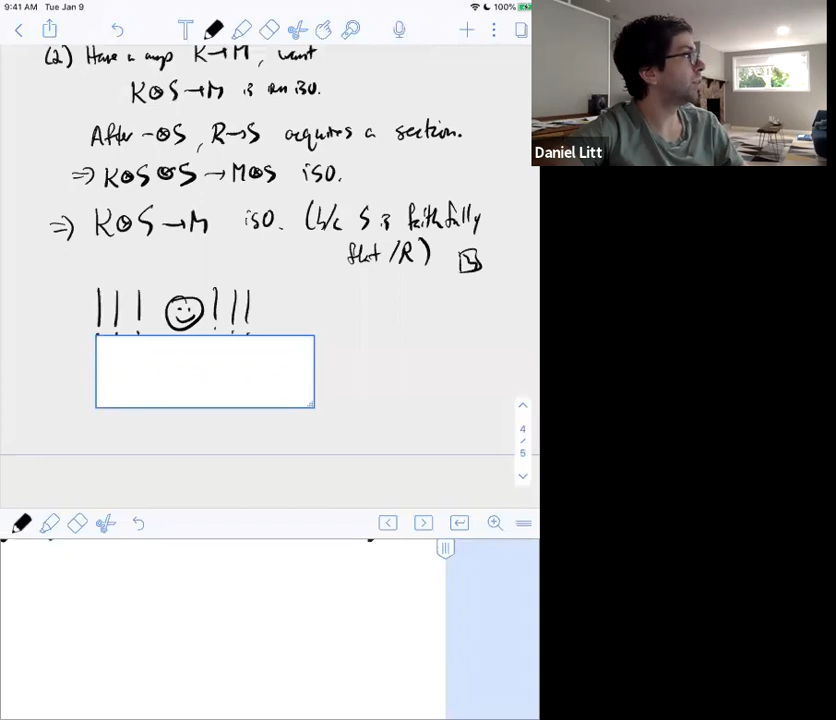 9:41 AM Tue Jan 9
100%
(2) Have a map K→M, want
K⊗S→M is an iso.
After -⊗S, R→S acquires a section.
⇒ K⊗S⊗S → M⊗S iso.
⇒ K⊗S→M iso. (b/c S is faithfully
flat /R)
!!! ☺ !!!
4
/
5
Daniel Litt